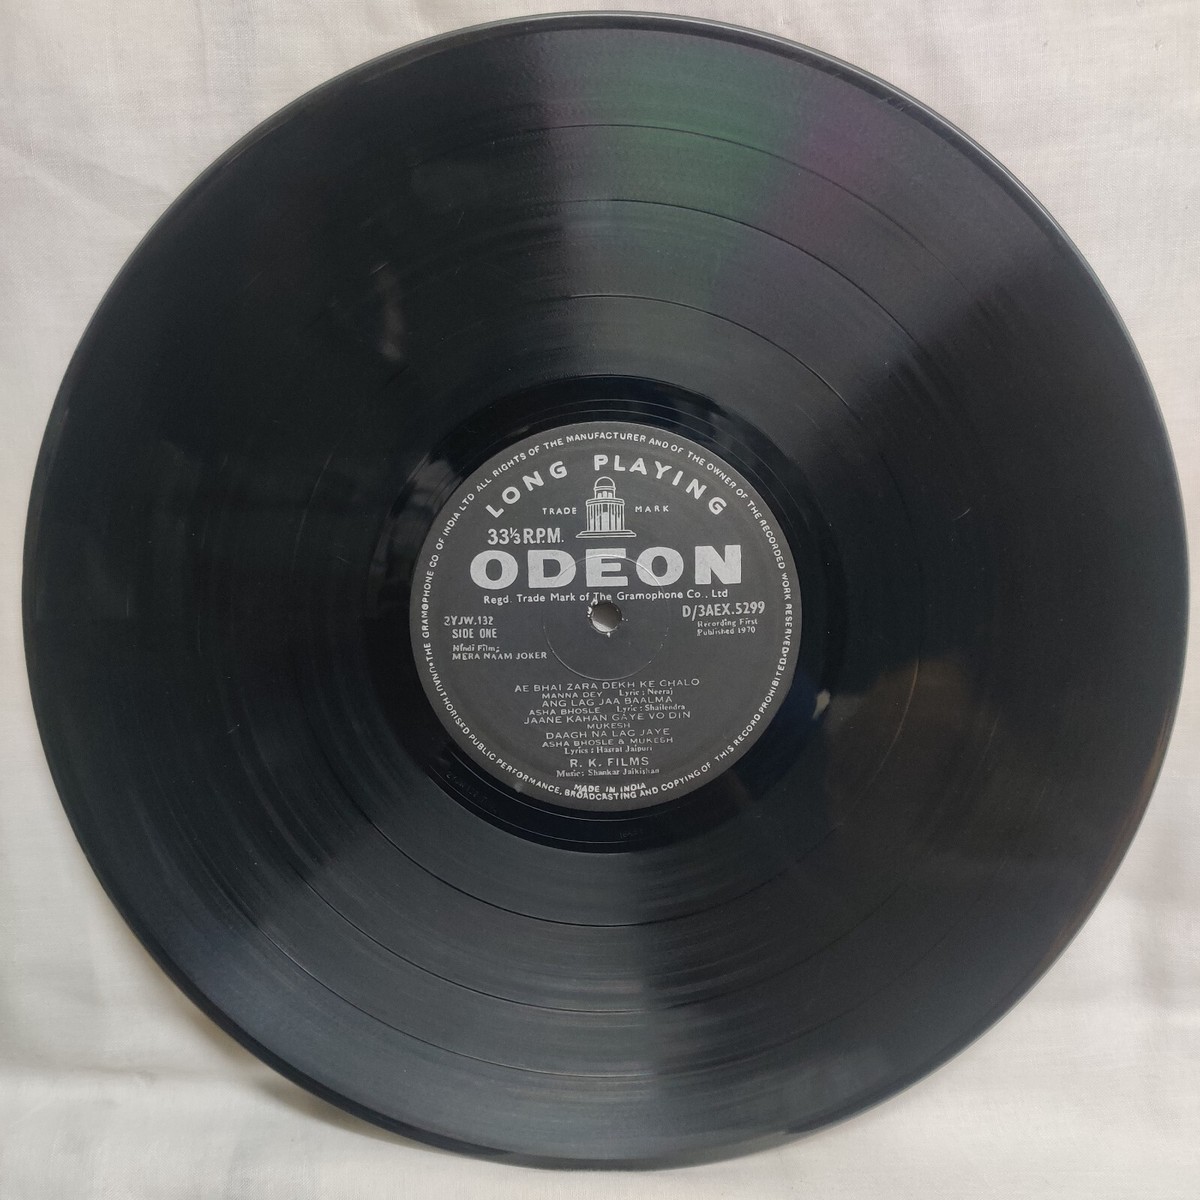 THE GRAMOPHONE CO OF INDIA LTD ALL RIGHTS OF THE MANUFACTURER AND OF THE OWNER OF THE RECORDED WORK RESERVED
UNAUTHORISED PUBLIC PERFORMANCE, BROADCASTING AND COPYING OF THIS RECORD PROHIBITED.
LONG PLAYING
TRADE MARK
33⅓ R.P.M.
ODEON
Regd. Trade Mark of The Gramophone Co., Ltd
2YJW.132 D/3AEX.5299
SIDE ONE Recording First
Published 1970
Hindi Film:
MERA NAAM JOKER
AE BHAI ZARA DEKH KE CHALO
MANNA DEY Lyric: Neeraj
ANG LAG JAA BAALMA
ASHA BHOSLE Lyric: Shailendra
JAANE KAHAN GAYE VO DIN
MUKESH
DAAGH NA LAG JAYE
ASHA BHOSLE & MUKESH
Lyrics: Hasrat Jaipuri
R. K. FILMS
Music: Shankar Jaikishan
MADE IN INDIA